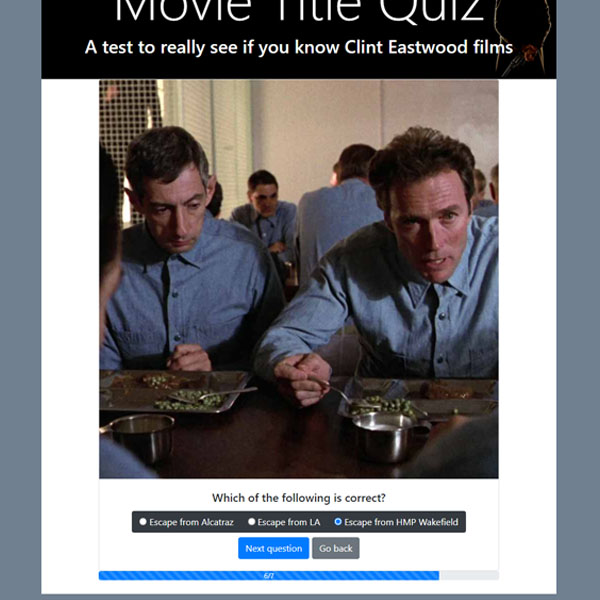 Movie Title Quiz
A test to really see if you know Clint Eastwood films
Which of the following is correct?
Escape from Alcatraz Escape from LA Escape from HMP Wakefield
Next question Go back
6/7